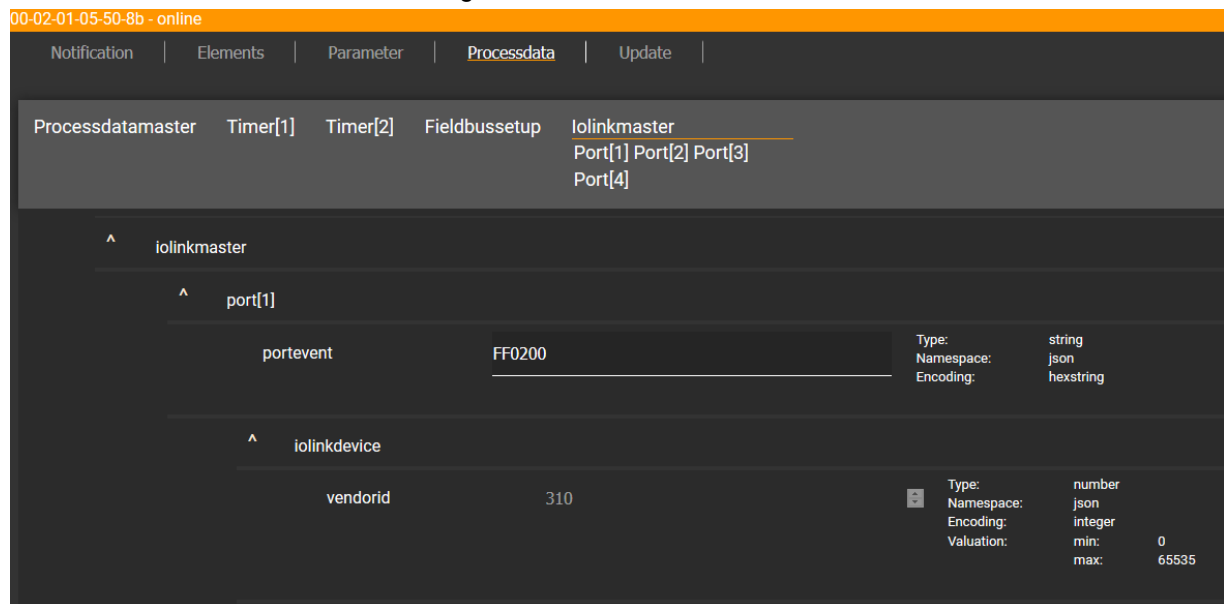 00-02-01-05-50-8b - online
Notification | Elements | Parameter | Processdata | Update |
Processdatamaster Timer[1] Timer[2] Fieldbussetup Iolinkmaster
Port[1] Port[2] Port[3]
Port[4]
^ iolinkmaster
^ port[1]
portevent FF0200
Type: string
Namespace: json
Encoding: hexstring
^ iolinkdevice
vendorid 310
Type: number
Namespace: json
Encoding: integer
Valuation: min: 0
max: 65535